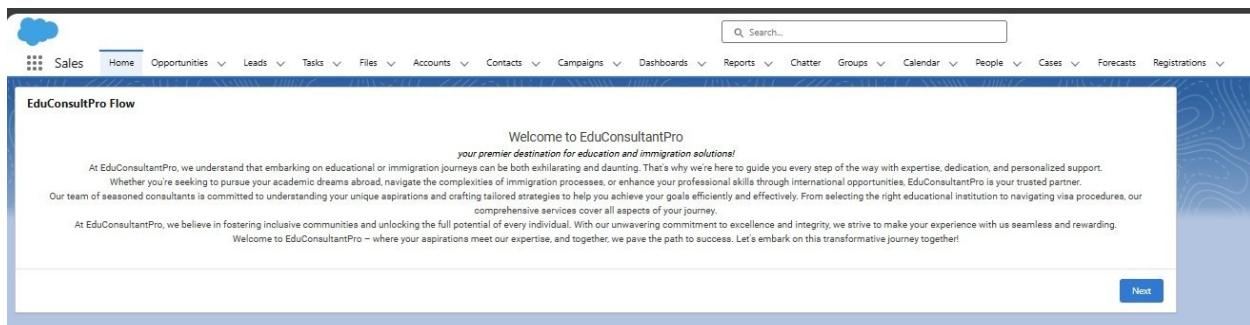 Search...
Sales Home Opportunities Leads Tasks Files Accounts Contacts Campaigns Dashboards Reports Chatter Groups Calendar People Cases Forecasts Registrations
EduConsultPro Flow
Welcome to EduConsultantPro
your premier destination for education and immigration solutions!
At EduConsultantPro, we understand that embarking on educational or immigration journeys can be both exhilarating and daunting. That's why we're here to guide you every step of the way with expertise, dedication, and personalized support.
Whether you're seeking to pursue your academic dreams abroad, navigate the complexities of immigration processes, or enhance your professional skills through international opportunities, EduConsultantPro is your trusted partner.
Our team of seasoned consultants is committed to understanding your unique aspirations and crafting tailored strategies to help you achieve your goals efficiently and effectively. From selecting the right educational institution to navigating visa procedures, our
comprehensive services cover all aspects of your journey.
At EduConsultantPro, we believe in fostering inclusive communities and unlocking the full potential of every individual. With our unwavering commitment to excellence and integrity, we strive to make your experience with us seamless and rewarding.
Welcome to EduConsultantPro – where your aspirations meet our expertise, and together, we pave the path to success. Let's embark on this transformative journey together!
Next